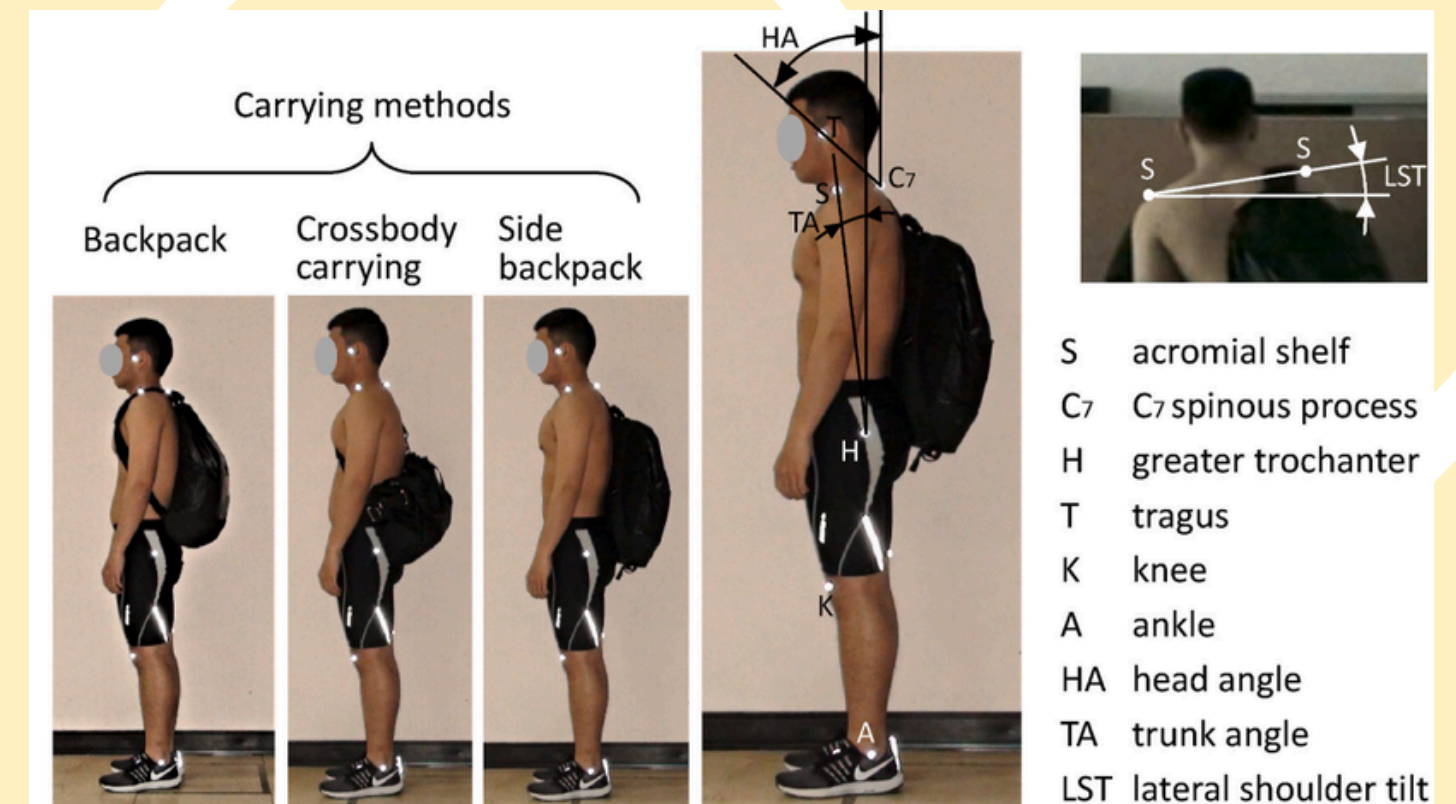 Carrying methods
Backpack
Crossbody
carrying
Side
backpack
HA
T
C7
S
TA
H
K
A
S
S
LST
S acromial shelf
C7 C7 spinous process
H greater trochanter
T tragus
K knee
A ankle
HA head angle
TA trunk angle
LST lateral shoulder tilt